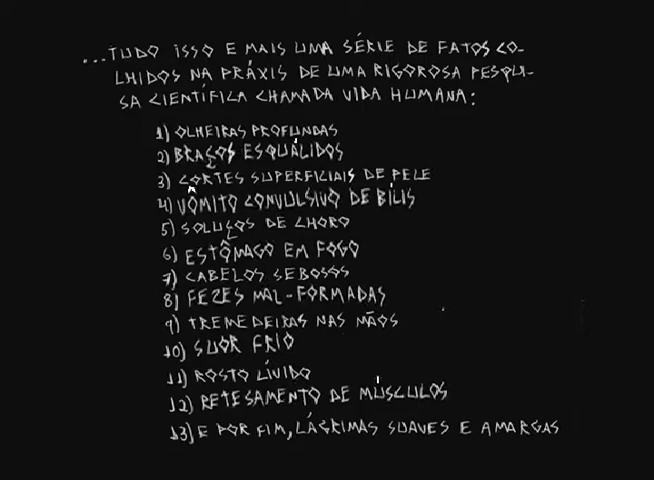 ...TUDO ISSO E MAIS UMA SÉRIE DE FATOS CO-
LHIDOS NA PRÁXIS DE UMA RIGOROSA PESQUI-
SA CIENTÍFICA CHAMADA VIDA HUMANA:
1) OLHEIRAS PROFUNDAS
2) BRAÇOS ESQUÁLIDOS
3) CORTES SUPERFICIAIS DE PELE
4) VÔMITO CONVULSIVO DE BÍLIS
5) SOLUÇOS DE CHORO
6) ESTÔMAGO EM FOGO
7) CABELOS SEBOSOS
8) FEZES MAL-FORMADAS
9) TREMEDEIRAS NAS MÃOS
10) SUOR FRIO
11) ROSTO LÍVIDO
12) RETESAMENTO DE MÚSCULOS
13) E POR FIM, LÁGRIMAS SUAVES E AMARGAS